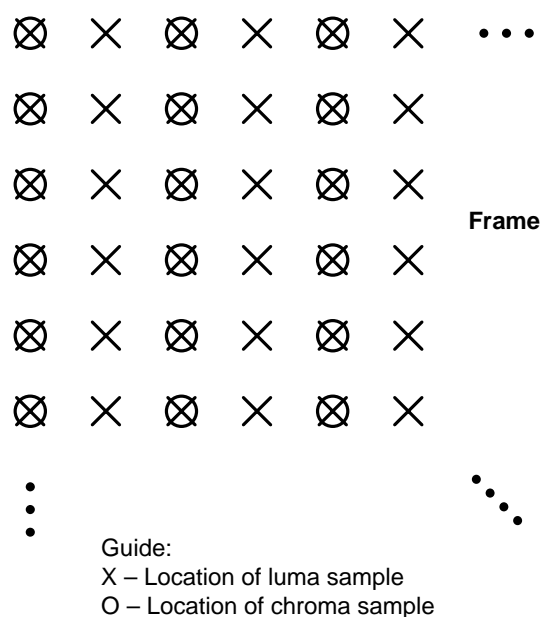 Frame
Guide:
X – Location of luma sample
O – Location of chroma sample